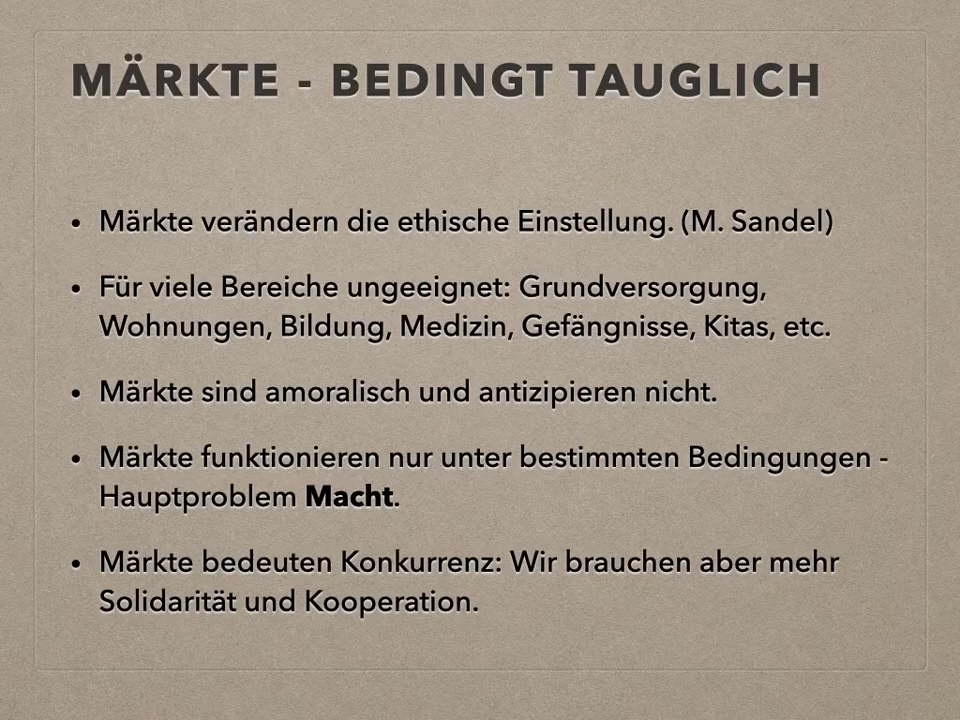 MÄRKTE - BEDINGT TAUGLICH
• Märkte verändern die ethische Einstellung. (M. Sandel)
• Für viele Bereiche ungeeignet: Grundversorgung,
Wohnungen, Bildung, Medizin, Gefängnisse, Kitas, etc.
• Märkte sind amoralisch und antizipieren nicht.
• Märkte funktionieren nur unter bestimmten Bedingungen -
Hauptproblem Macht.
• Märkte bedeuten Konkurrenz: Wir brauchen aber mehr
Solidarität und Kooperation.